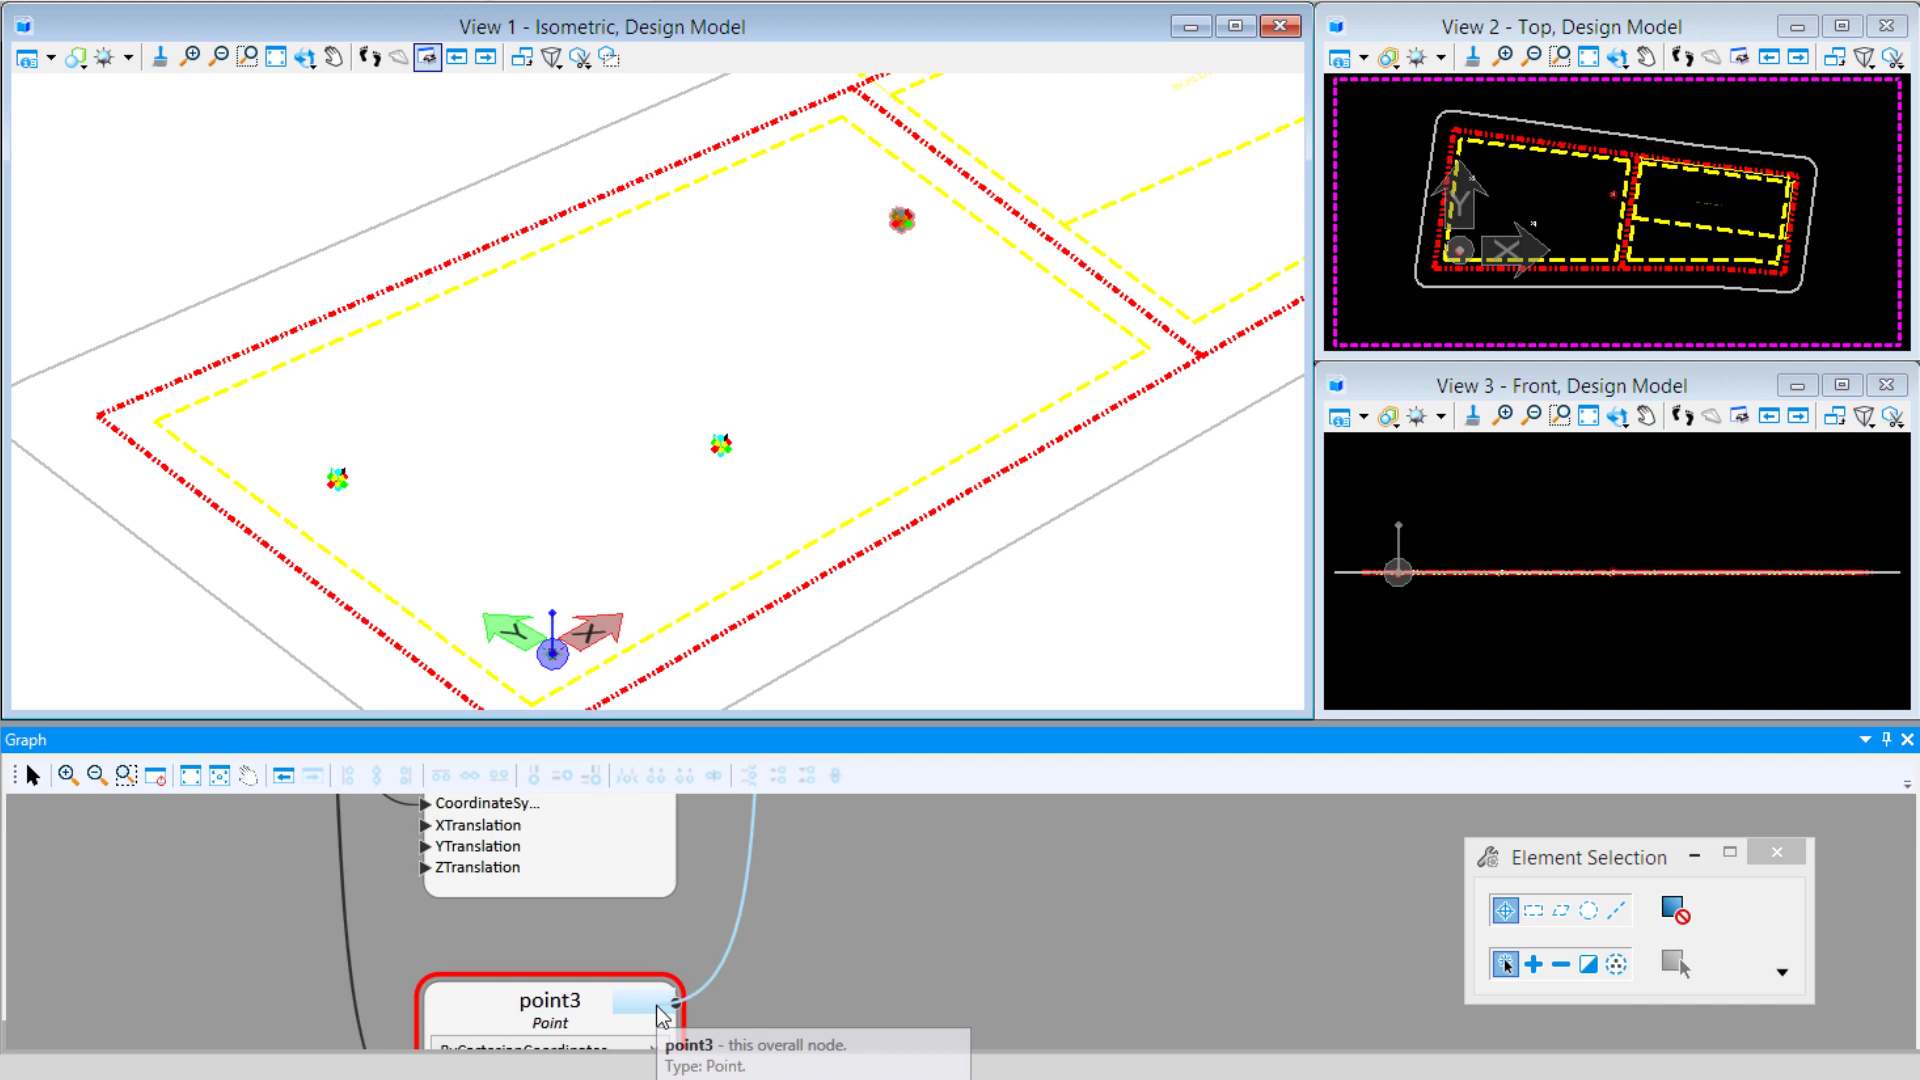 View 1 - Isometric, Design Model
View 2 - Top, Design Model
Y
X
View 3 - Front, Design Model
Y
X
Graph
CoordinateSy...
XTranslation
YTranslation
ZTranslation
Element Selection
point3
Point
ByCartesianCoordinates
point3 - this overall node.
Type: Point.